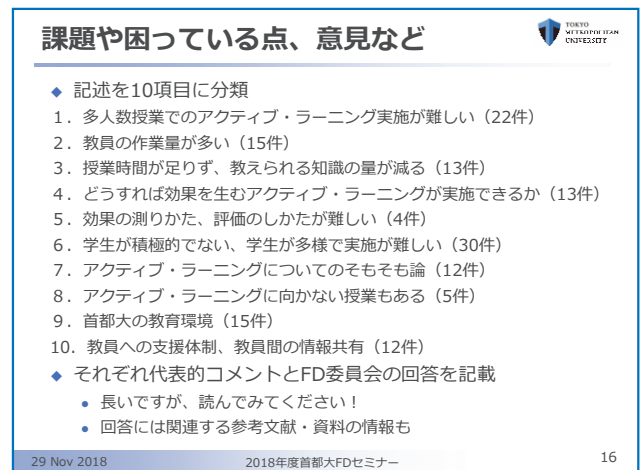 課題や困っている点、意見など
TOKYO
METROPOLITAN
UNIVERSITY
◆ 記述を10項目に分類
1．多人数授業でのアクティブ・ラーニング実施が難しい（22件）
2．教員の作業量が多い（15件）
3．授業時間が足りず、教えられる知識の量が減る（13件）
4．どうすれば効果を生むアクティブ・ラーニングが実施できるか（13件）
5．効果の測りかた、評価のしかたが難しい（4件）
6．学生が積極的でない、学生が多様で実施が難しい（30件）
7．アクティブ・ラーニングについてのそもそも論（12件）
8．アクティブ・ラーニングに向かない授業もある（5件）
9．首都大の教育環境（15件）
10．教員への支援体制、教員間の情報共有（12件）
◆ それぞれ代表的コメントとFD委員会の回答を記載
● 長いですが、読んでみてください！
● 回答には関連する参考文献・資料の情報も
29 Nov 2018
2018年度首都大FDセミナー
16